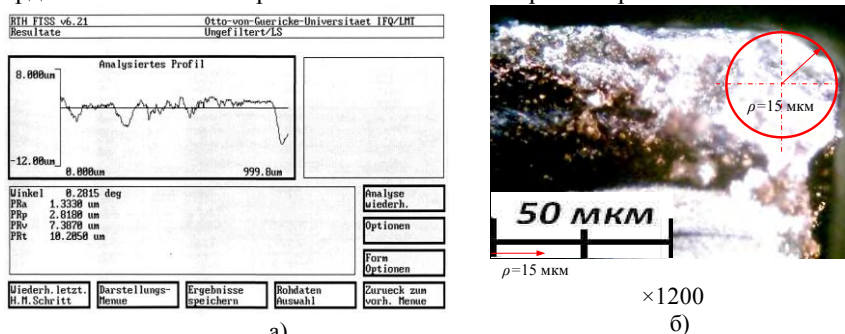 RTH FTSS v6.21
Otto-von-Guericke-Universitaet IFQ/LMT
Resultate
Ungefiltert/LS
Analysiertes Profil
8.000um
-12.00um
0.000um
999.8um
Winkel 0.2815 deg
PRa 1.3330 um
PRp 2.8180 um
PRv 7.3870 um
PRt 10.2050 um
Analyse
wiederh.
Optionen
Form
Optionen
Wiederh.letzt.
H.M.Schritt
Darstellungs-
Menue
Ergebnisse
speichern
Rohdaten
Auswahl
Zurueck zum
vorh. Menue
а)
ρ=15 мкм
50 мкм
ρ=15 мкм
×1200
б)